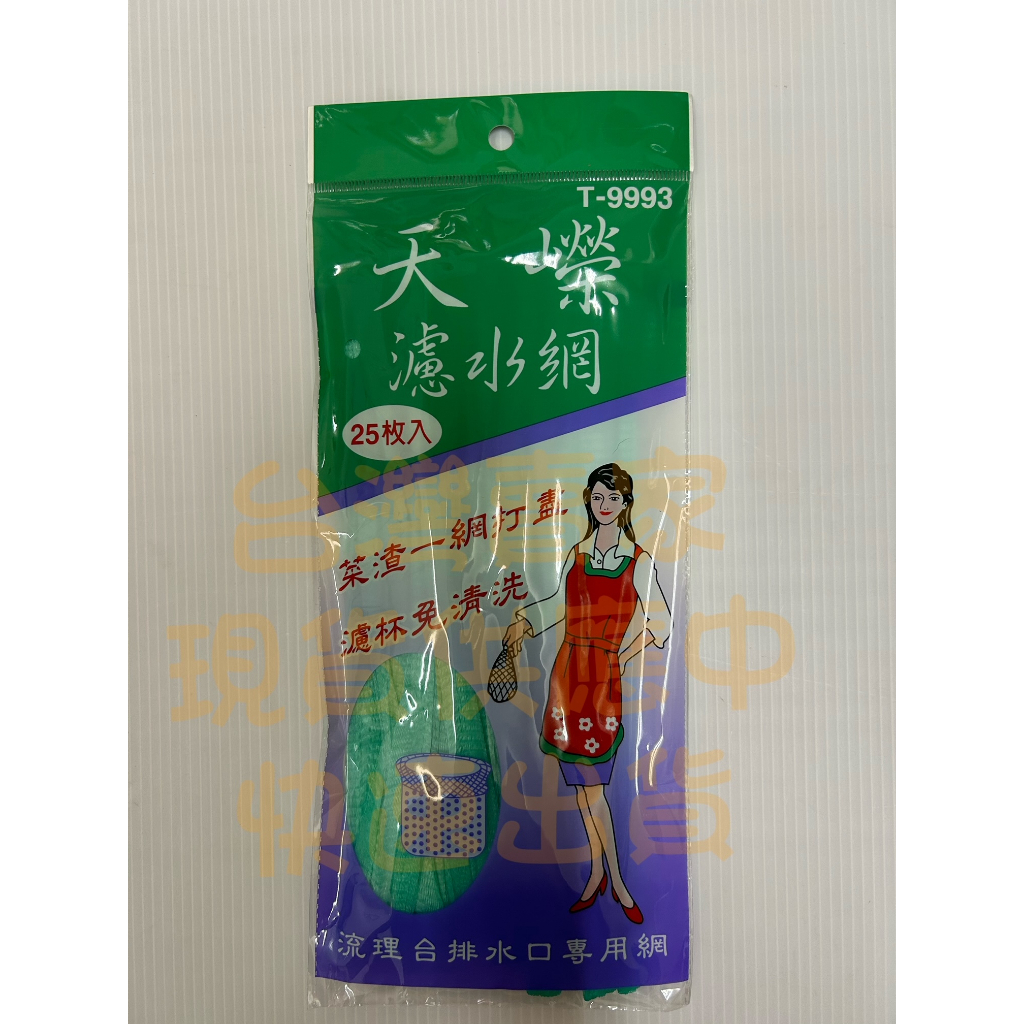 T-9993
天嶸
濾水網
25枚入
菜渣一網打盡
濾杯免清洗
流理台排水口專用網
台灣賣家
現貨供應中
快速出貨